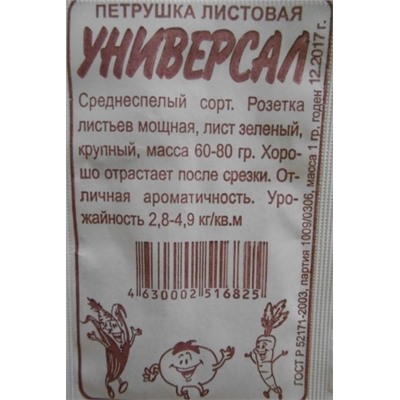 ПЕТРУШКА ЛИСТОВАЯ
УНИВЕРСАЛ
Среднеспелый сорт. Розетка
листьев мощная, лист зеленый,
крупный, масса 60-80 гр. Хоро-
шо отрастает после срезки. От-
личная ароматичность. Уро-
жайность 2,8-4,9 кг/кв.м
4 630002 516825
ГОСТ Р 52171-2003, партия 1009/0306, масса 1 гр, годен 12.2017 г.